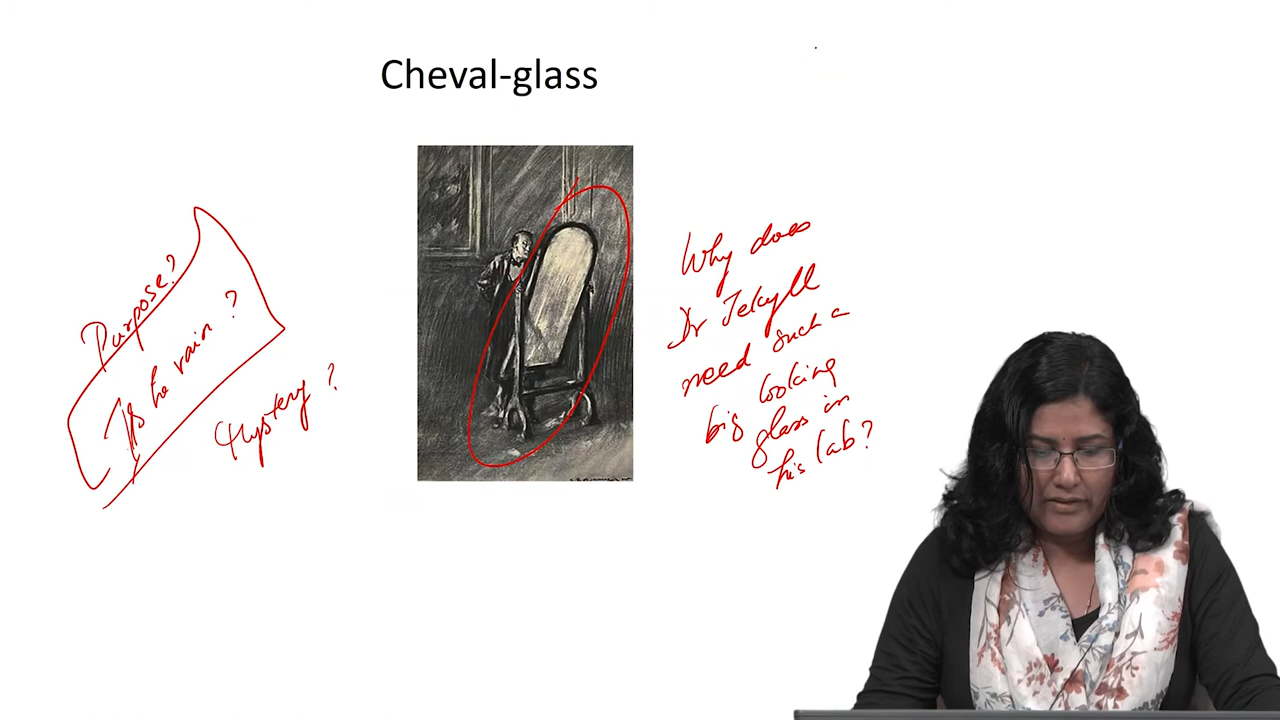 Cheval-glass
Purpose?
Is he vain?
Mystery?
Why does
Dr Jekyll
need such a
big looking
glass in
his lab?